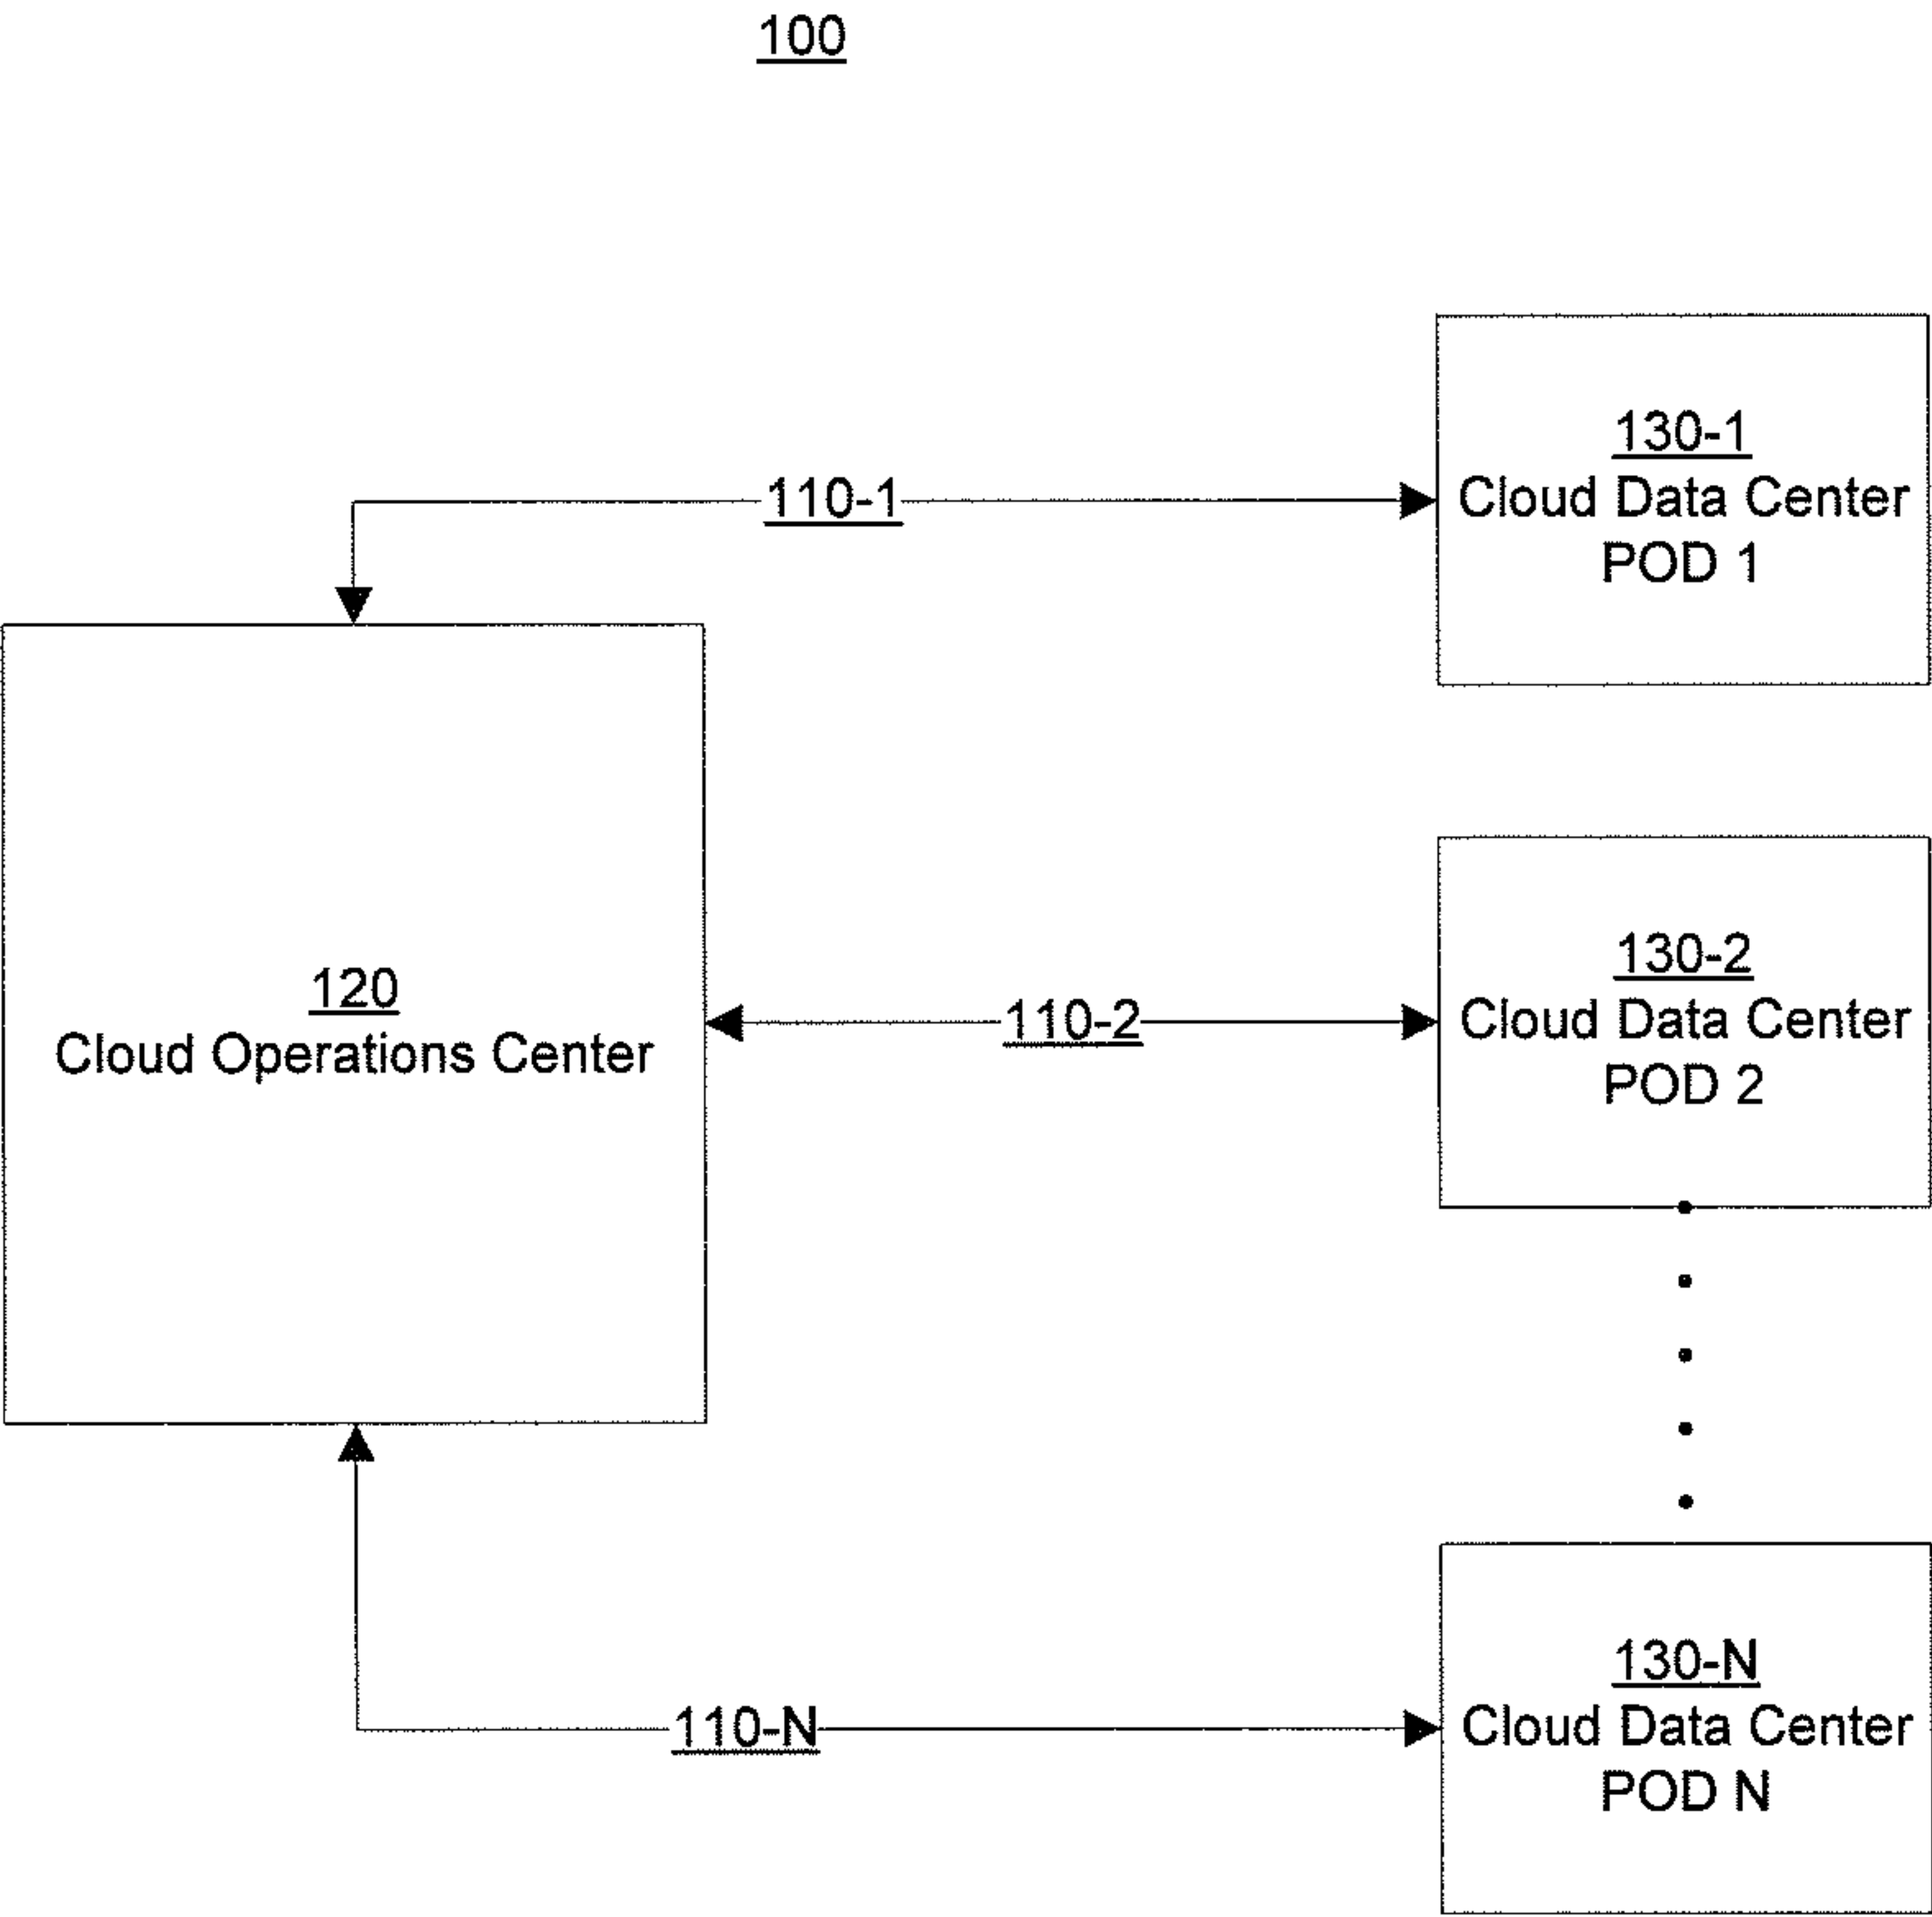 100
130-1
Cloud Data Center
POD 1
110-1
120
Cloud Operations Center
110-2
130-2
Cloud Data Center
POD 2
130-N
Cloud Data Center
POD N
110-N